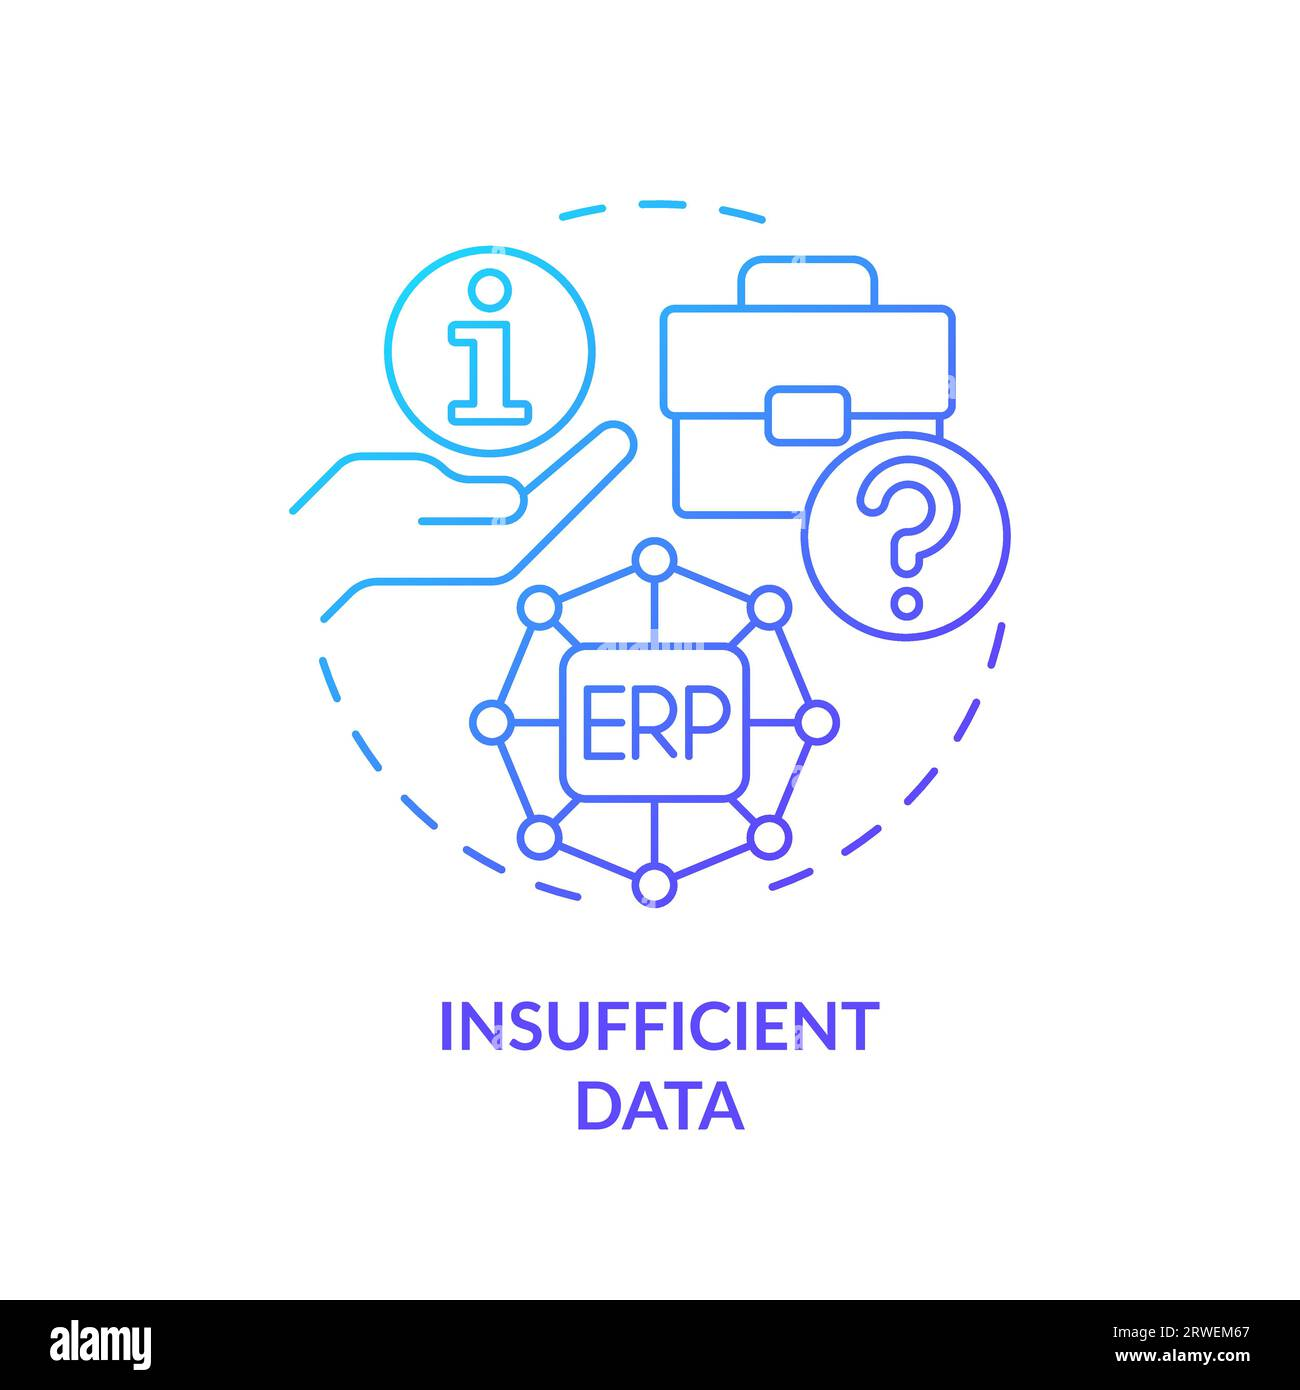 i
?
ERP
INSUFFICIENT
DATA
alamy
Image ID: 2RWEM67
www.alamy.com